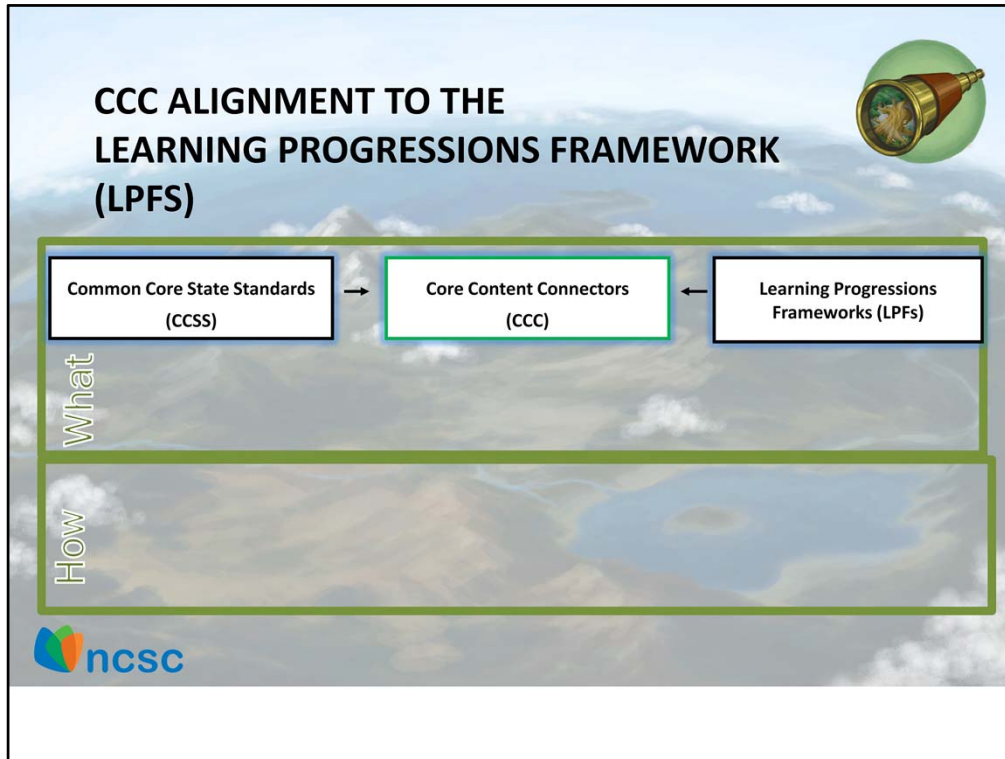 CCC ALIGNMENT TO THE
LEARNING PROGRESSIONS FRAMEWORK
(LPFS)
Common Core State Standards
(CCSS)
Core Content Connectors
(CCC)
Learning Progressions
Frameworks (LPFs)
What
How
ncsc